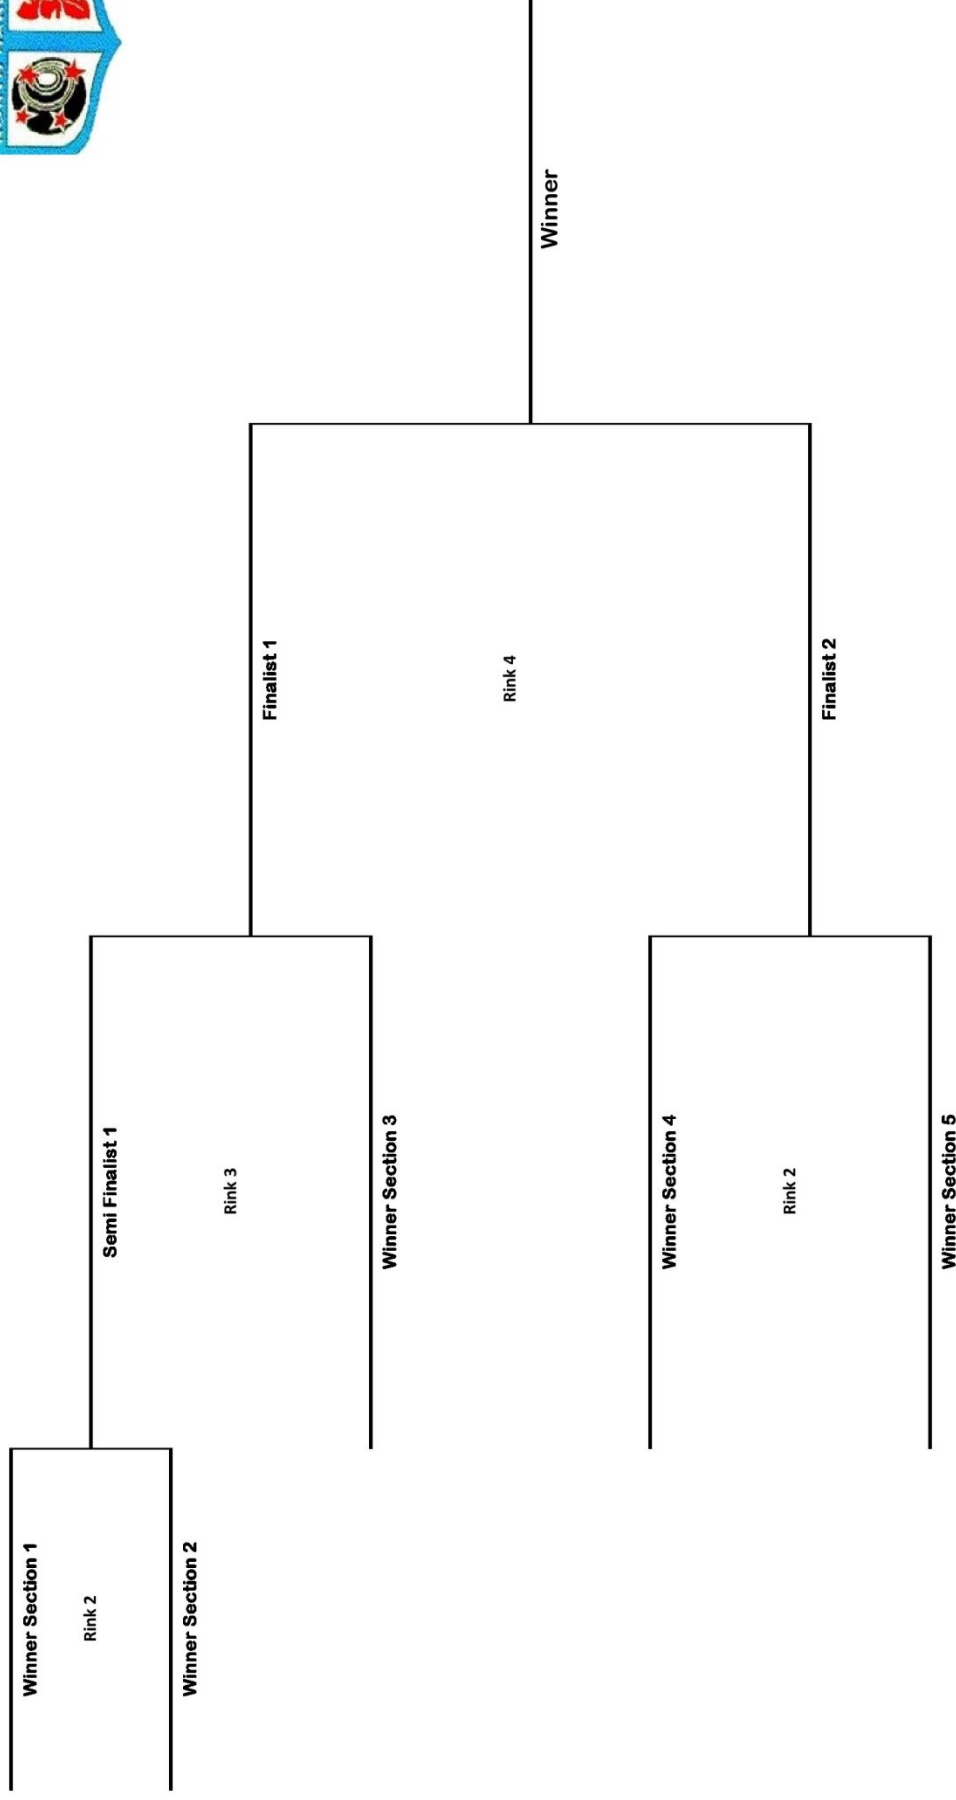 Winner Section 1
Rink 2
Winner Section 2
Semi Finalist 1
Rink 3
Winner Section 3
Winner Section 4
Rink 2
Winner Section 5
Finalist 1
Rink 4
Finalist 2
Winner